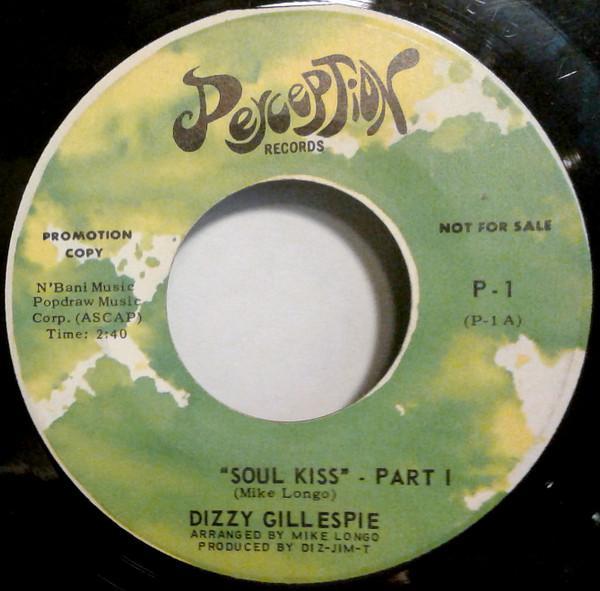 PERCEPTION
RECORDS
PROMOTION
COPY
NOT FOR SALE
N'Bani Music
Popdraw Music
Corp. (ASCAP)
Time: 2:40
P-1
(P-1A)
"SOUL KISS" - PART I
(Mike Longo)
DIZZY GILLESPIE
ARRANGED BY MIKE LONGO
PRODUCED BY DIZ-JIM-T